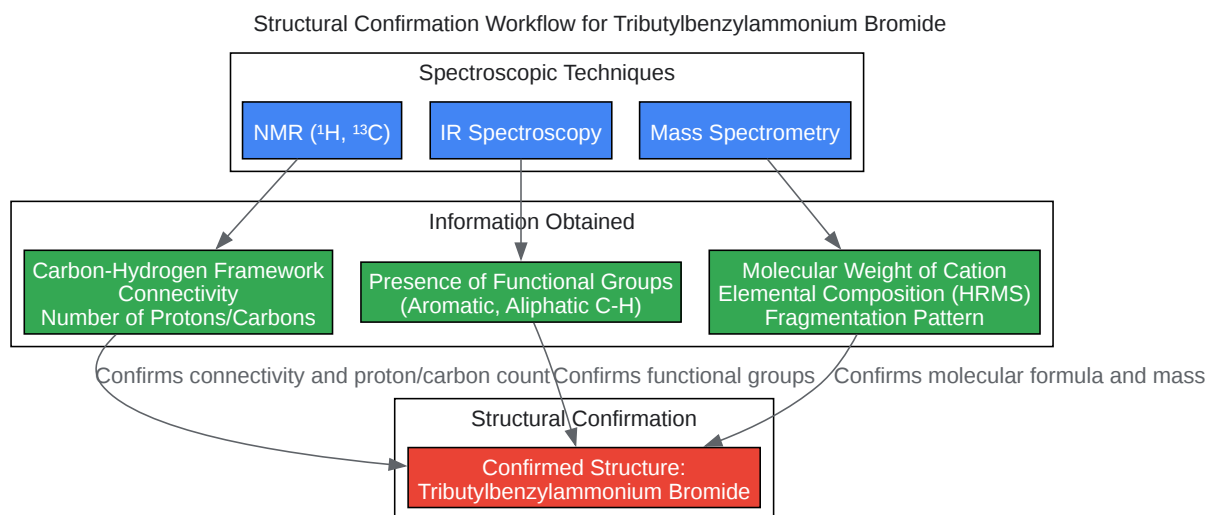 Structural Confirmation Workflow for Tributylbenzylammonium Bromide
Spectroscopic Techniques
NMR (¹H, ¹³C)
IR Spectroscopy
Mass Spectrometry
Information Obtained
Carbon-Hydrogen Framework
Connectivity
Number of Protons/Carbons
Presence of Functional Groups
(Aromatic, Aliphatic C-H)
Molecular Weight of Cation
Elemental Composition (HRMS)
Fragmentation Pattern
Confirms connectivity and proton/carbon count
Confirms functional groups
Confirms molecular formula and mass
Structural Confirmation
Confirmed Structure:
Tributylbenzylammonium Bromide